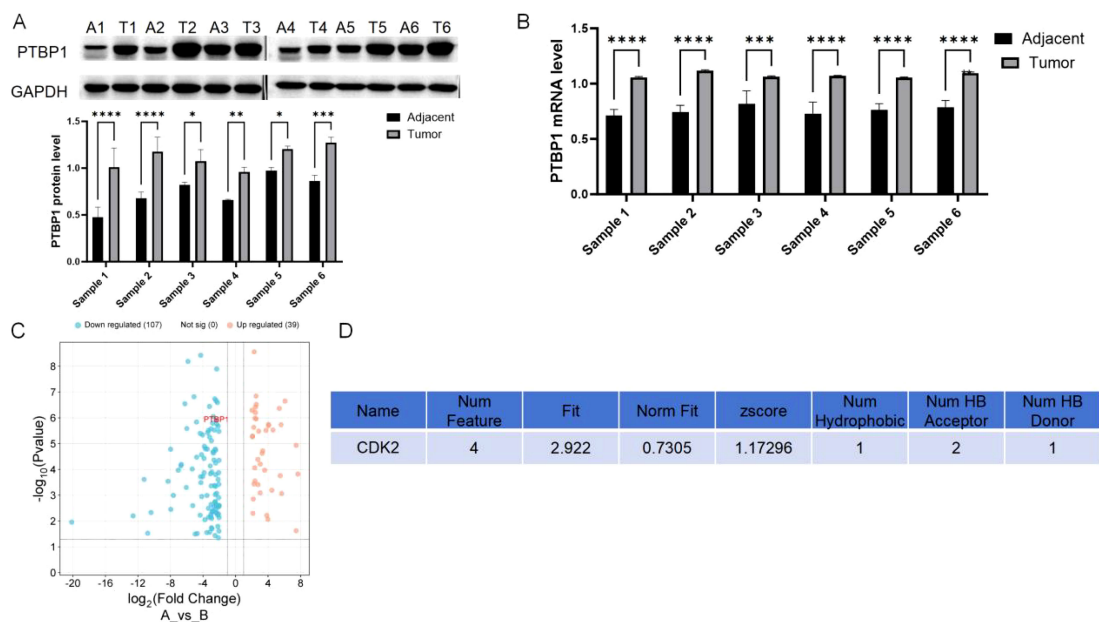 A
A1 T1 A2 T2 A3 T3 A4 T4 A5 T5 A6 T6
PTBP1
GAPDH
**** **** * ** * ***
Adjacent
Tumor
PTBP1 protein level
1.5
1.0
0.5
0.0
Sample 1 Sample 2 Sample 3 Sample 4 Sample 5 Sample 6
B
**** **** *** **** **** ****
Adjacent
Tumor
PTBP1 mRNA level
1.5
1.0
0.5
0.0
Sample 1 Sample 2 Sample 3 Sample 4 Sample 5 Sample 6
C
Down regulated (107) Not sig (0) Up regulated (39)
-log10(Pvalue)
8
7
6
5
4
3
2
1
0
PTBP1
-20 -16 -12 -8 -4 0 4 8
log2(Fold Change)
A_vs_B
D
Name Num Feature Fit Norm Fit zscore Num Hydrophobic Num HB Acceptor Num HB Donor
CDK2 4 2.922 0.7305 1.17296 1 2 1